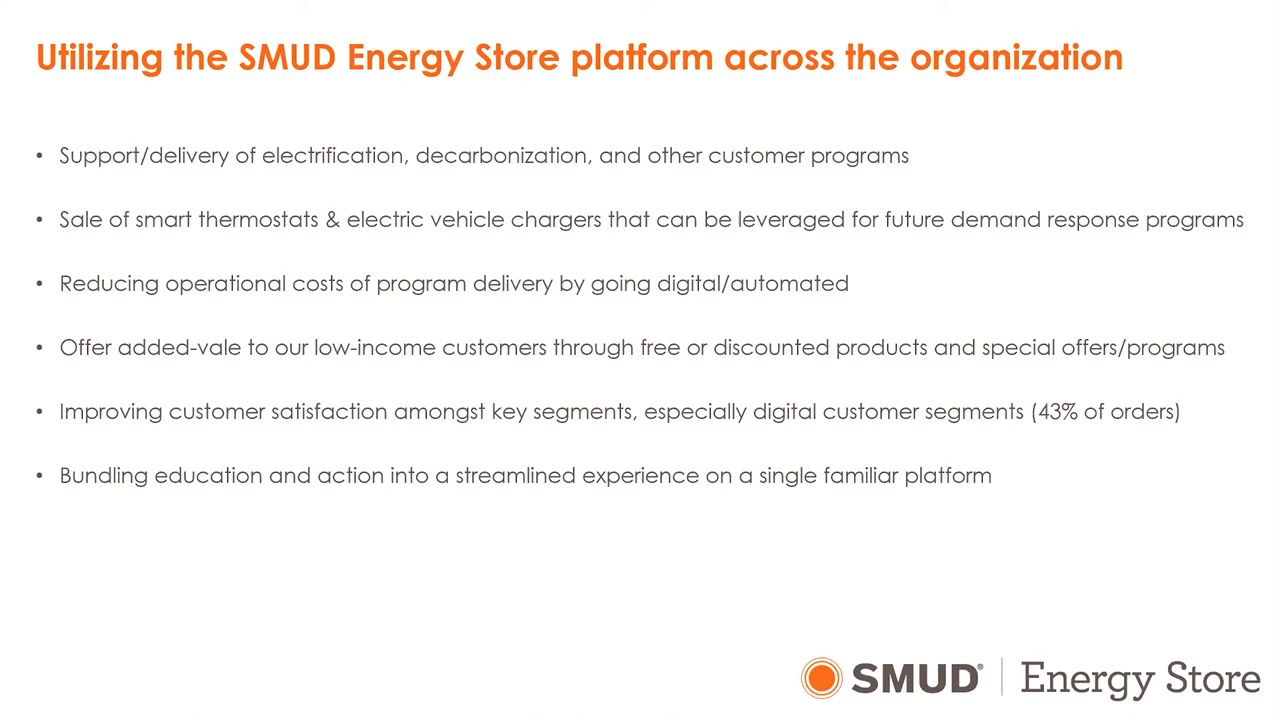 Utilizing the SMUD Energy Store platform across the organization
• Support/delivery of electrification, decarbonization, and other customer programs
• Sale of smart thermostats & electric vehicle chargers that can be leveraged for future demand response programs
• Reducing operational costs of program delivery by going digital/automated
• Offer added-vale to our low-income customers through free or discounted products and special offers/programs
• Improving customer satisfaction amongst key segments, especially digital customer segments (43% of orders)
• Bundling education and action into a streamlined experience on a single familiar platform
SMUD® | Energy Store